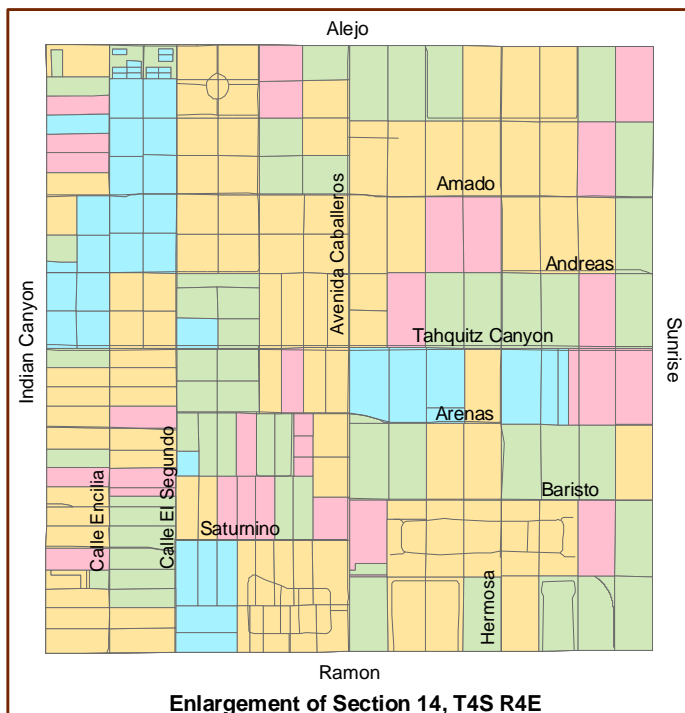 Alejo
Amado
Avenida Caballeros
Andreas
Indian Canyon
Tahquitz Canyon
Sunrise
Arenas
Calle Encilia
Calle El Segundo
Baristo
Saturnino
Hermosa
Ramon
Enlargement of Section 14, T4S R4E